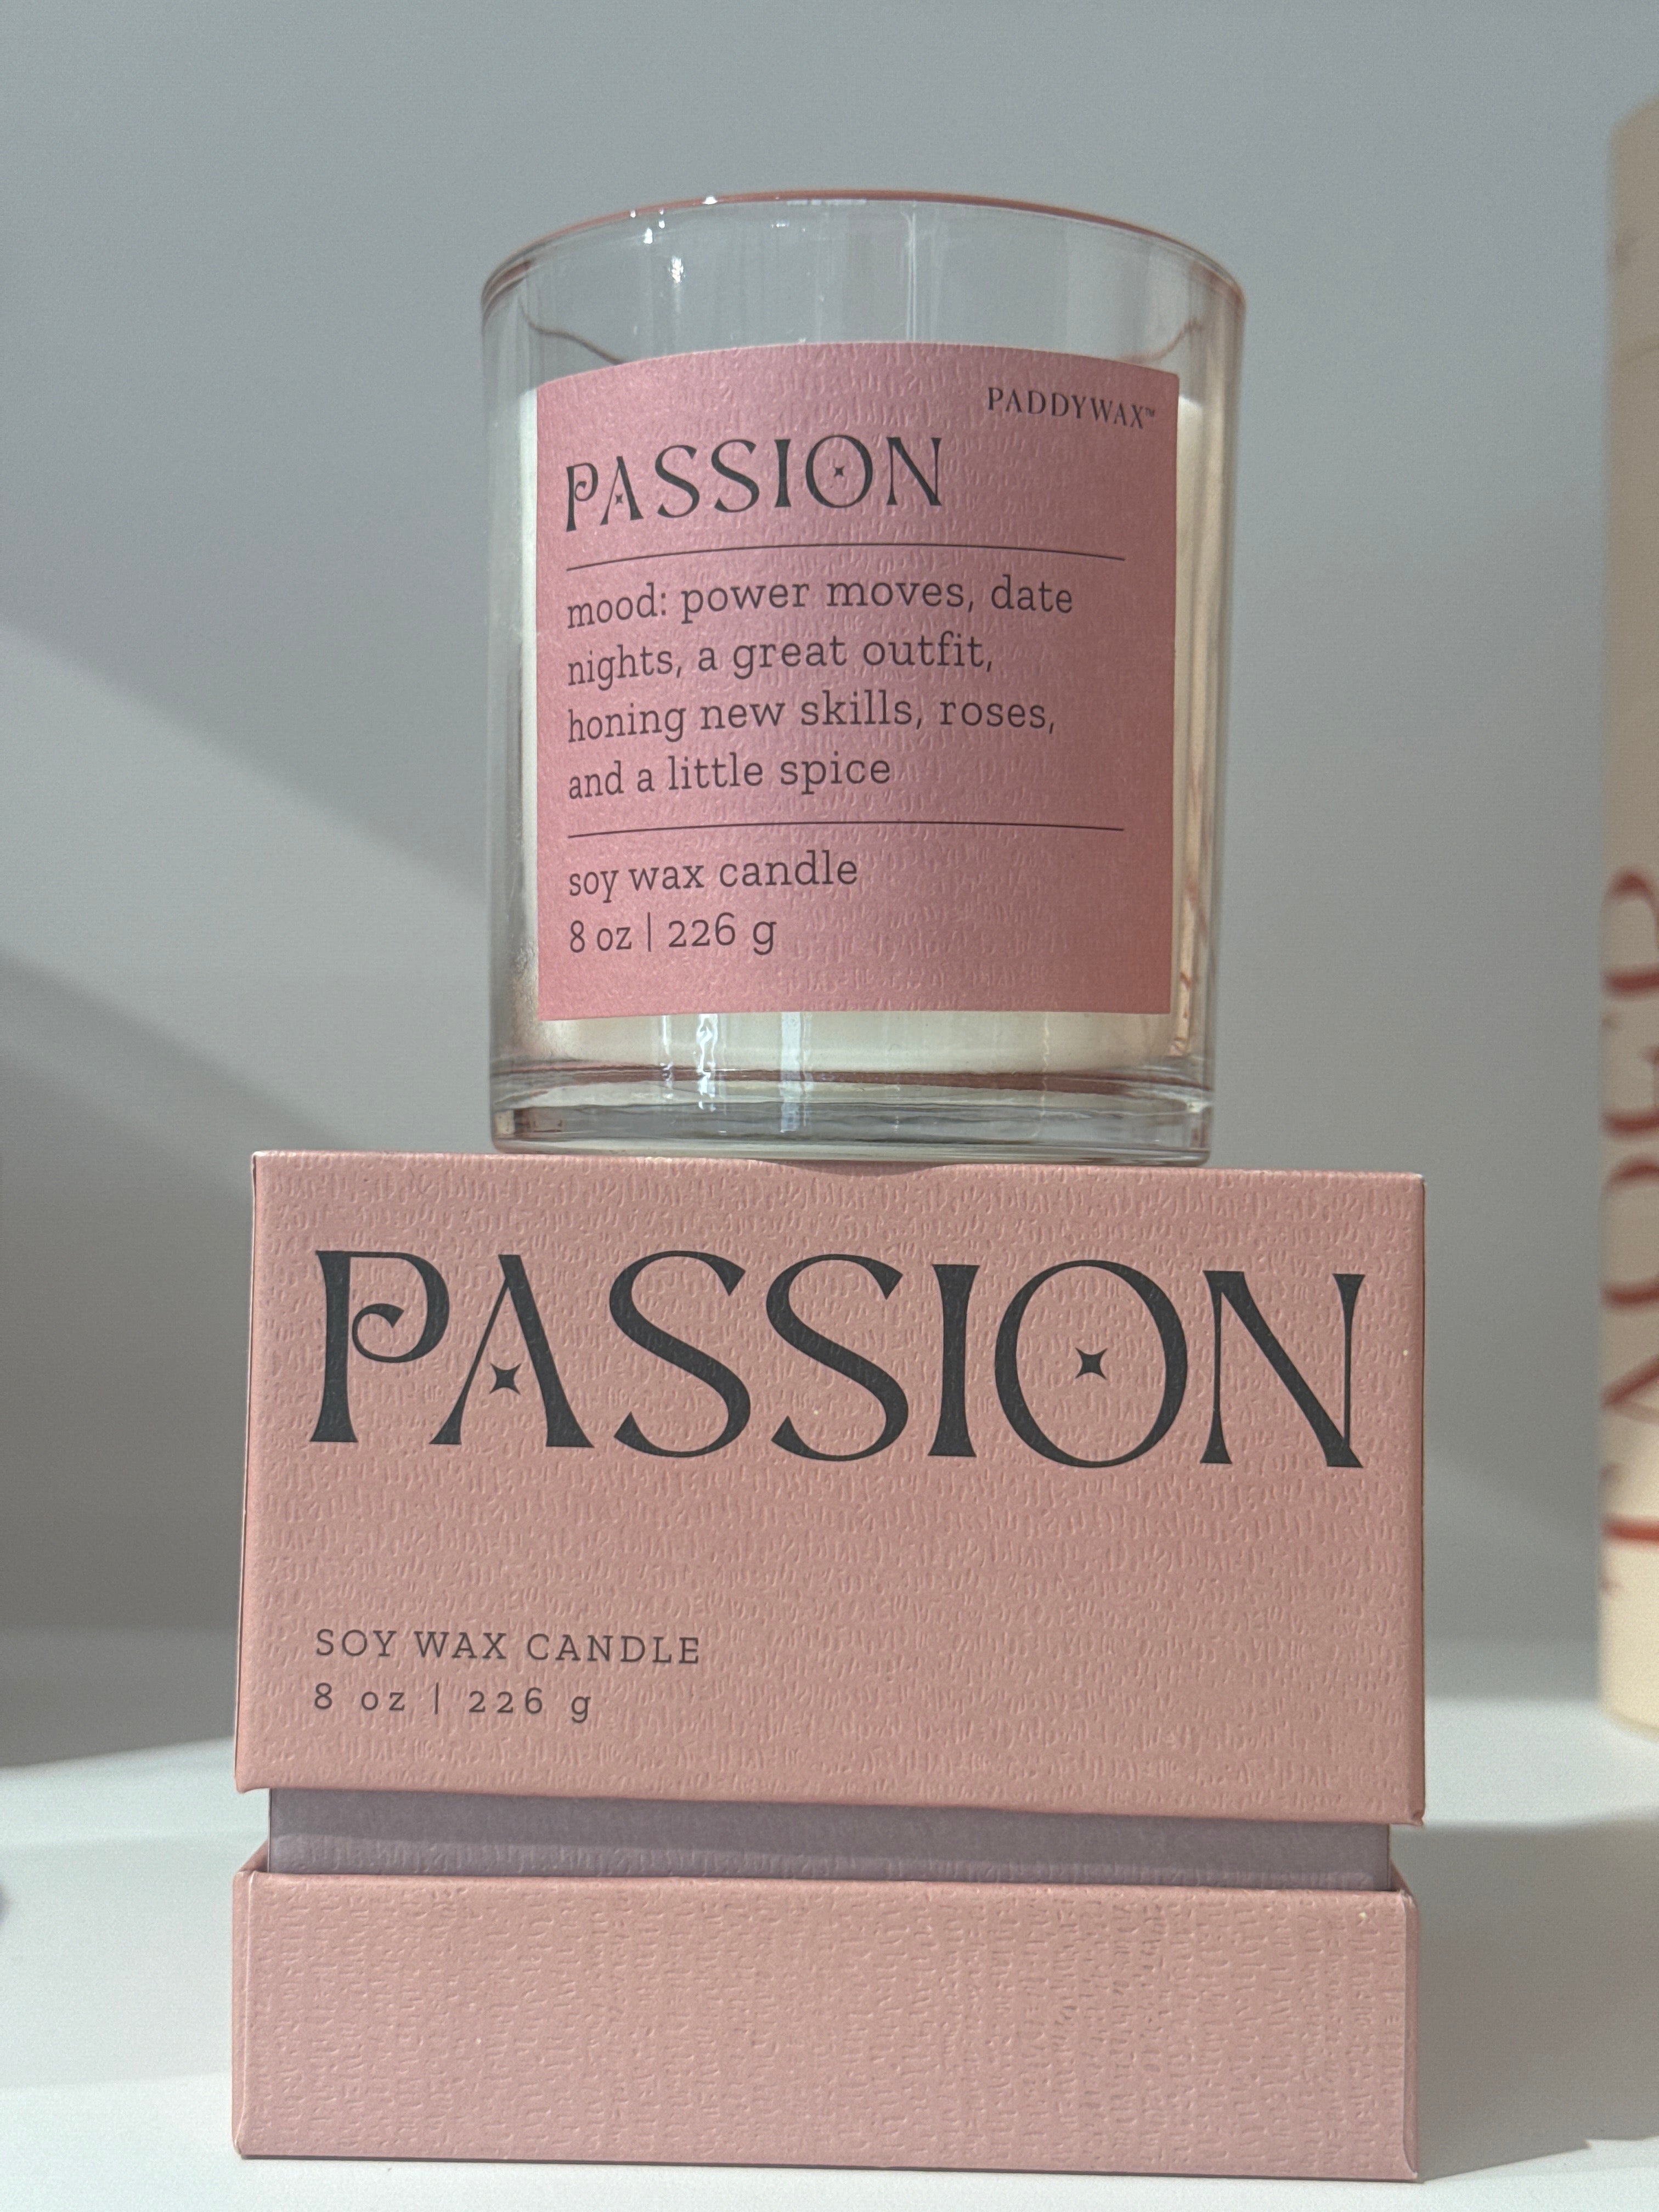 PADDYWAX™
PASSION
mood: power moves, date
nights, a great outfit,
honing new skills, roses,
and a little spice
soy wax candle
8 oz | 226 g
PASSION
SOY WAX CANDLE
8 oz | 226 g